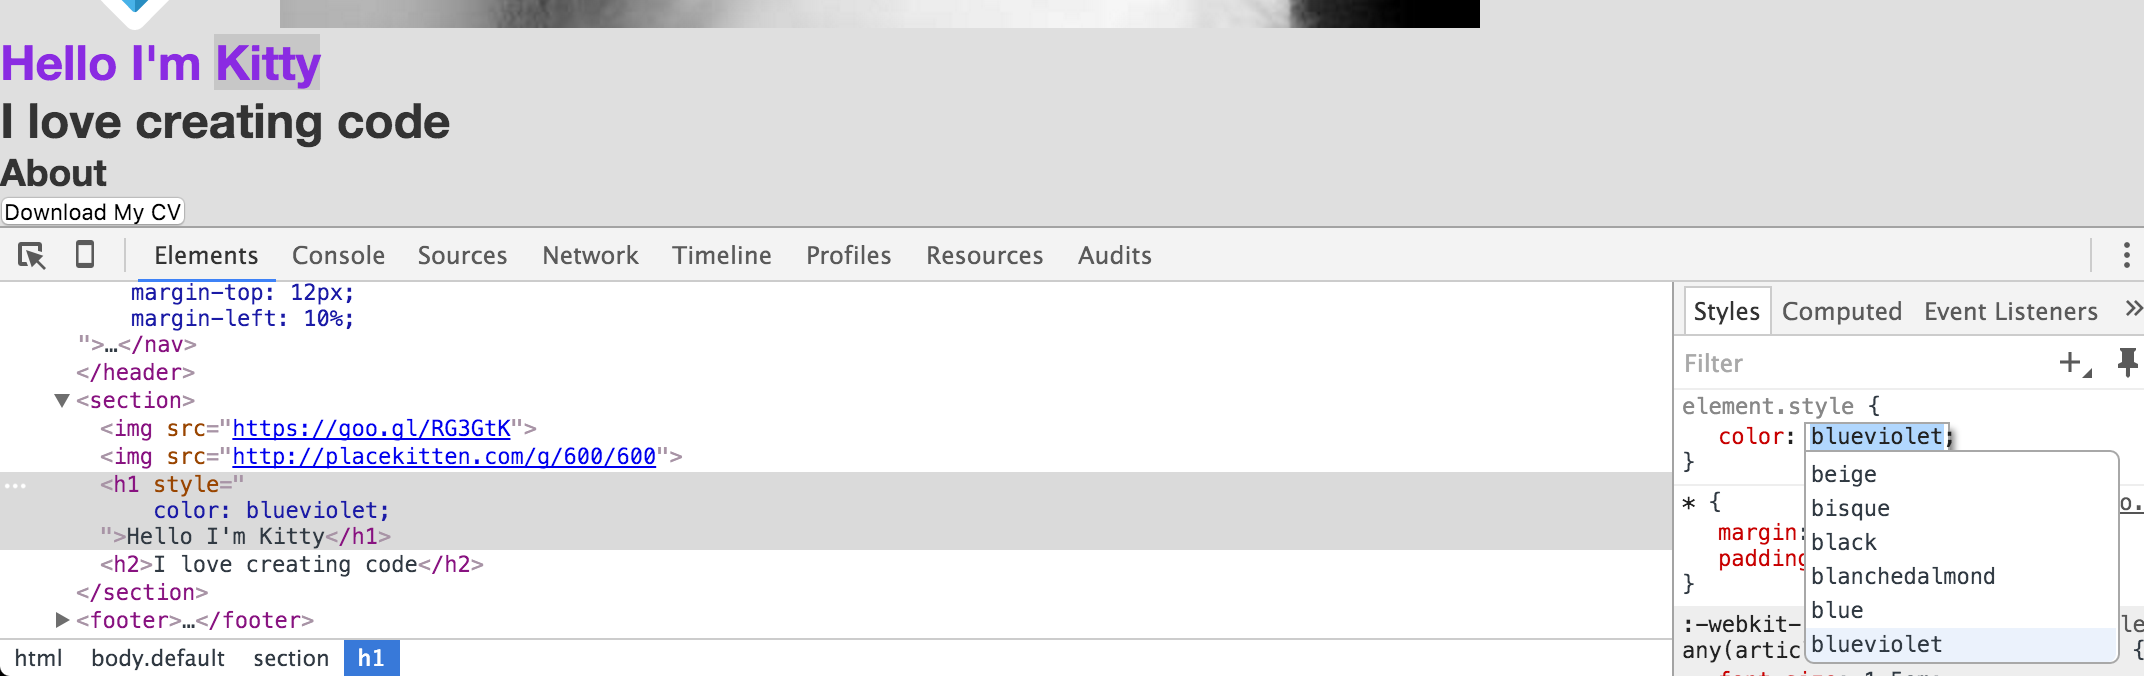 Hello I'm Kitty
I love creating code
About
Download My CV
Elements Console Sources Network Timeline Profiles Resources Audits
margin-top: 12px;
margin-left: 10%;
">…</nav>
</header>
<section>
<img src="https://goo.gl/RG3GtK">
<img src="http://placekitten.com/g/600/600">
<h1 style="
color: blueviolet;
">Hello I'm Kitty</h1>
<h2>I love creating code</h2>
</section>
<footer>…</footer>
html body.default section h1
Styles Computed Event Listeners »
Filter
element.style {
color: blueviolet;
}
beige
bisque
black
blanchedalmond
blue
blueviolet
* {
margin:
padding
}
:-webkit-
any(artic {